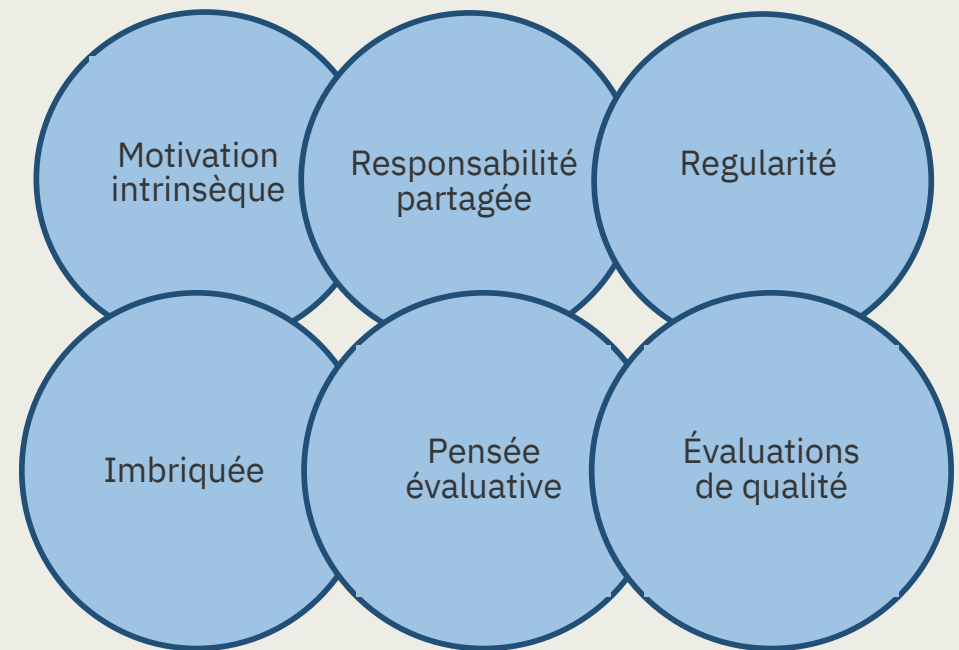 Motivation
intrinsèque
Responsabilité
partagée
Regularité
Imbriquée
Pensée
évaluative
Évaluations
de qualité